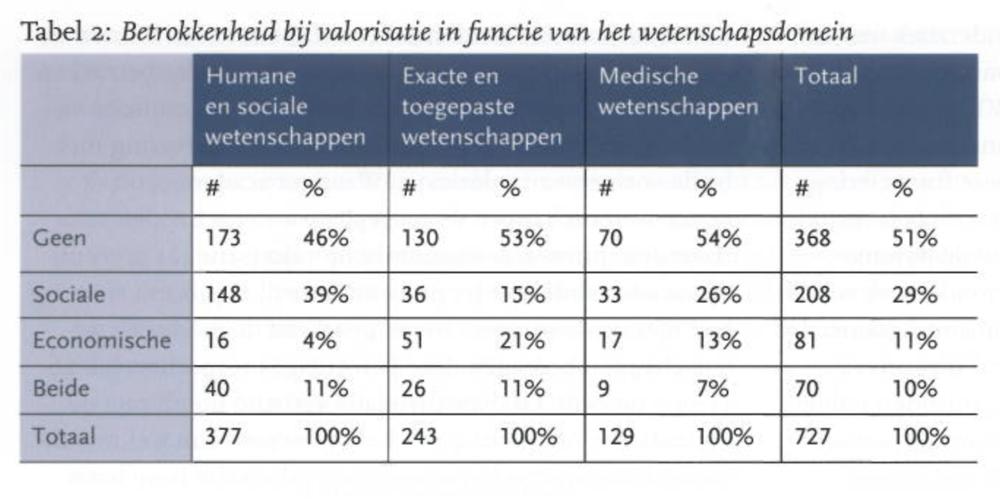 Tabel 2: Betrokkenheid bij valorisatie in functie van het wetenschapsdomein
Humane en sociale wetenschappen Exacte en toegepaste wetenschappen Medische wetenschappen Totaal
# % # % # % # %
Geen 173 46% 130 53% 70 54% 368 51%
Sociale 148 39% 36 15% 33 26% 208 29%
Economische 16 4% 51 21% 17 13% 81 11%
Beide 40 11% 26 11% 9 7% 70 10%
Totaal 377 100% 243 100% 129 100% 727 100%